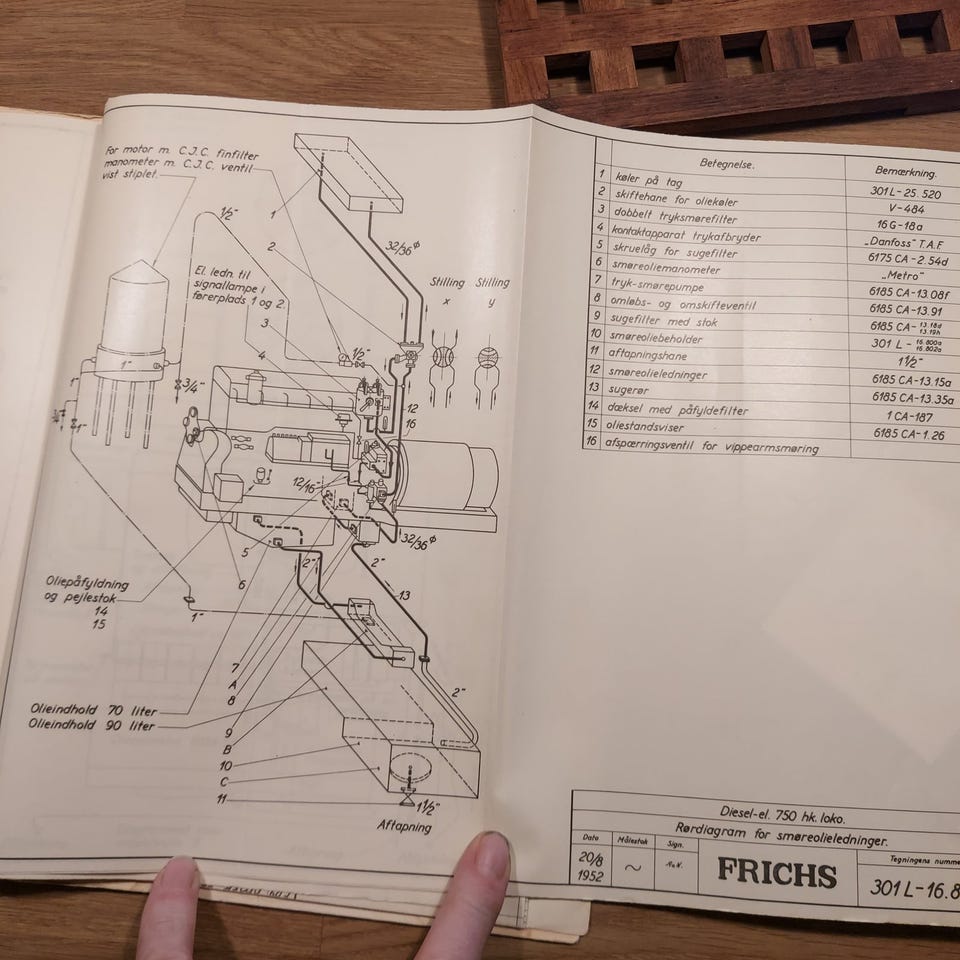 For motor m. C.J.C. finfilter
manometer m. C.J.C. ventil
vist stiplet.
1/2"
1
2
32/36 ø
Stilling
x
Stilling
y
El. ledn. til
signallampe i
førerplads 1 og 2.
3
4
1/2"
1"
1"
3/4"
1"
12
16
12/16"
32/36 ø
5
2"
2"
13
6
Oliepåfyldning
og pejlestok
14
15
1"
7
A
8
2"
Olieindhold 70 liter
Olieindhold 90 liter
9
B
10
C
11
1 1/2"
Aftapning
Betegnelse. Bemærkning.
1 køler på tag 301 L-25.520
2 skiftehane for oliekøler V-484
3 dobbelt tryksmørefilter 16 G-18a
4 kontaktapparat trykafbryder „Danfoss" T.A.F
5 skruelåg for sugefilter 6175 CA-2.54d
6 smøreoliemanometer „Metro"
7 tryk-smørepumpe 6185 CA-13.08f
8 omløbs- og omskifteventil 6185 CA-13.91
9 sugefilter med stok 6185 CA- 13.18d 13.19h
10 smøreoliebeholder 301 L - 16.800a 16.802a
11 aftapningshane 1 1/2"
12 smøreolieledninger 6185 CA-13.15a
13 sugerør 6185 CA-13.35a
14 dæksel med påfyldefilter 1 CA-187
15 oliestandsviser 6185 CA-1.26
16 afspærringsventil for vippearmsmøring
Diesel-el. 750 hk. loko.
Rørdiagram for smøreolieledninger.
Dato Målestok Sign. Tegningens numme
20/8
1952
~
FRICHS
301 L-16.8